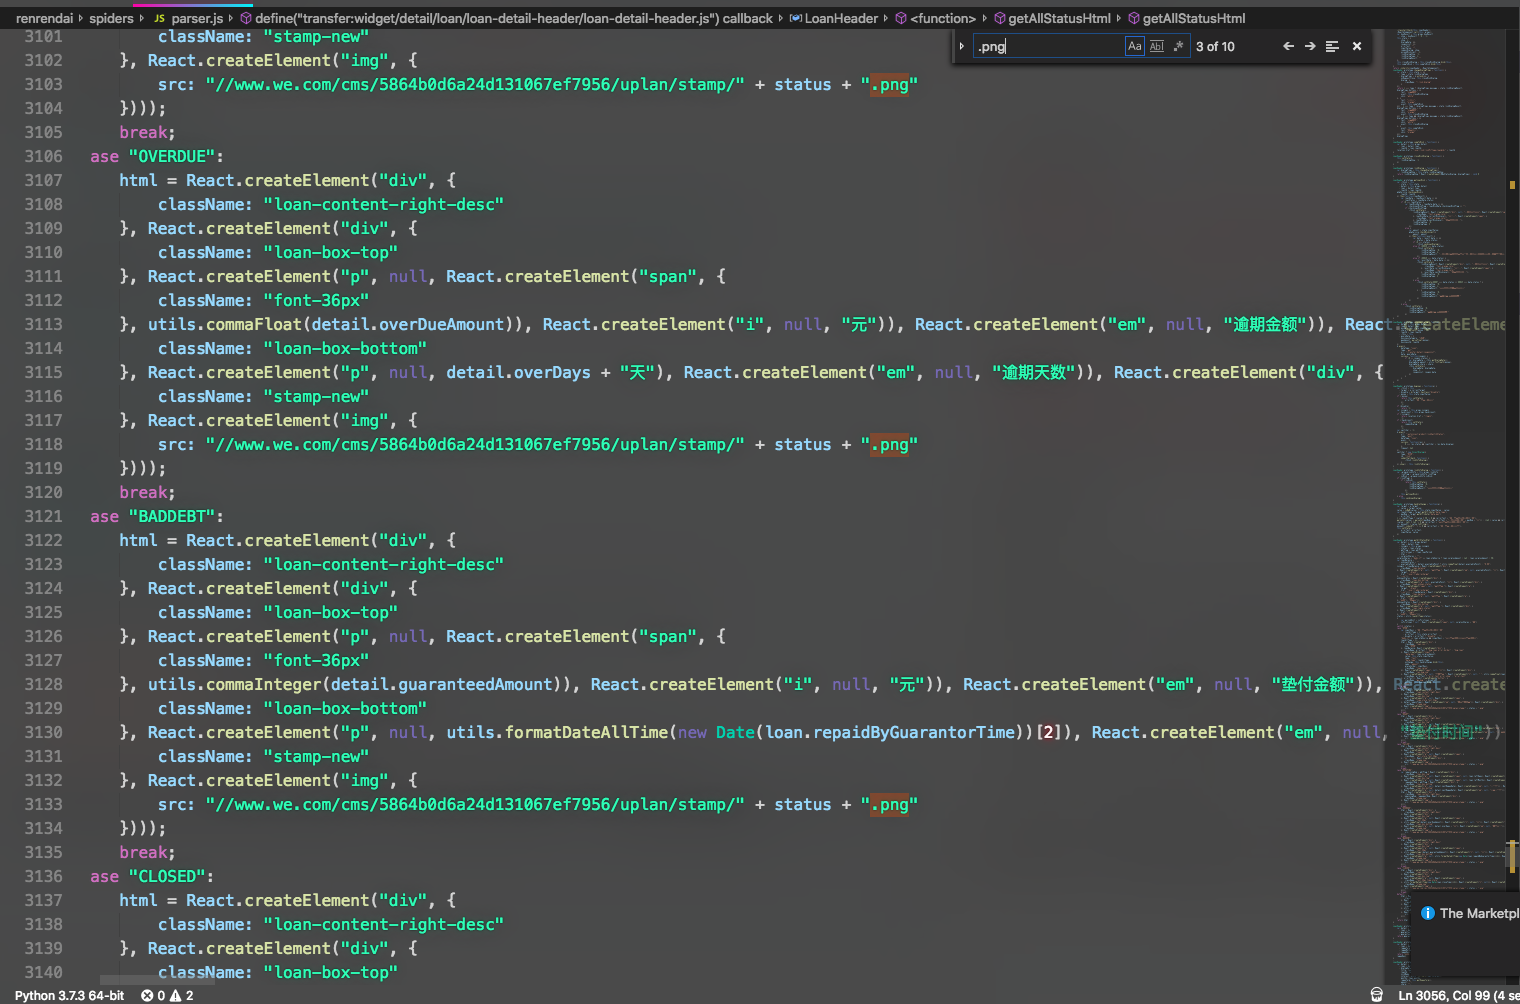 renrendai › spiders › JS parser.js › define("transfer:widget/detail/loan/loan-detail-header/loan-detail-header.js") callback › LoanHeader › <function> › getAllStatusHtml › getAllStatusHtml
.png Aa Abl .* 3 of 10
3101 className: "stamp-new"
3102 }, React.createElement("img", {
3103 src: "//www.we.com/cms/5864b0d6a24d131067ef7956/uplan/stamp/" + status + ".png"
3104 })));
3105 break;
3106 ase "OVERDUE":
3107 html = React.createElement("div", {
3108 className: "loan-content-right-desc"
3109 }, React.createElement("div", {
3110 className: "loan-box-top"
3111 }, React.createElement("p", null, React.createElement("span", {
3112 className: "font-36px"
3113 }, utils.commaFloat(detail.overDueAmount)), React.createElement("i", null, "元")), React.createElement("em", null, "逾期金额")), React.createEleme
3114 className: "loan-box-bottom"
3115 }, React.createElement("p", null, detail.overDays + "天"), React.createElement("em", null, "逾期天数")), React.createElement("div", {
3116 className: "stamp-new"
3117 }, React.createElement("img", {
3118 src: "//www.we.com/cms/5864b0d6a24d131067ef7956/uplan/stamp/" + status + ".png"
3119 })));
3120 break;
3121 ase "BADDEBT":
3122 html = React.createElement("div", {
3123 className: "loan-content-right-desc"
3124 }, React.createElement("div", {
3125 className: "loan-box-top"
3126 }, React.createElement("p", null, React.createElement("span", {
3127 className: "font-36px"
3128 }, utils.commaInteger(detail.guaranteedAmount)), React.createElement("i", null, "元")), React.createElement("em", null, "垫付金额")), React.create
3129 className: "loan-box-bottom"
3130 }, React.createElement("p", null, utils.formatDateAllTime(new Date(loan.repaidByGuarantorTime))[2]), React.createElement("em", null, "垫付时间"))
3131 className: "stamp-new"
3132 }, React.createElement("img", {
3133 src: "//www.we.com/cms/5864b0d6a24d131067ef7956/uplan/stamp/" + status + ".png"
3134 })));
3135 break;
3136 ase "CLOSED":
3137 html = React.createElement("div", {
3138 className: "loan-content-right-desc"
3139 }, React.createElement("div", {
3140 className: "loan-box-top"
The Marketpl
Python 3.7.3 64-bit 0 2 Ln 3056, Col 99 (4 se